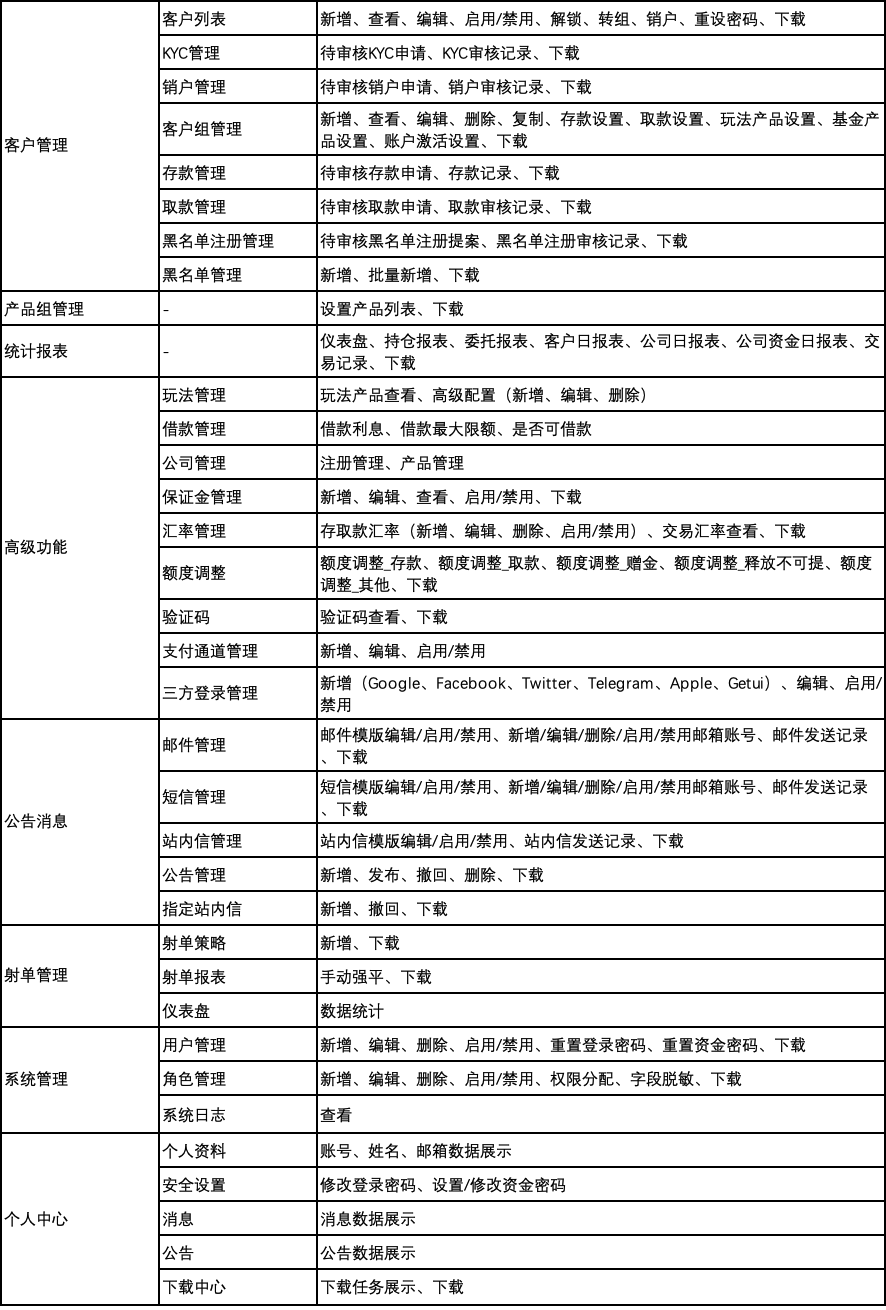 客户管理
客户列表
新增、查看、编辑、启用/禁用、解锁、转组、销户、重设密码、下载
KYC管理
待审核KYC申请、KYC审核记录、下载
销户管理
待审核销户申请、销户审核记录、下载
客户组管理
新增、查看、编辑、删除、复制、存款设置、取款设置、玩法产品设置、基金产
品设置、账户激活设置、下载
存款管理
待审核存款申请、存款记录、下载
取款管理
待审核取款申请、取款审核记录、下载
黑名单注册管理
待审核黑名单注册提案、黑名单注册审核记录、下载
黑名单管理
新增、批量新增、下载
产品组管理
-
设置产品列表、下载
统计报表
-
仪表盘、持仓报表、委托报表、客户日报表、公司日报表、公司资金日报表、交
易记录、下载
高级功能
玩法管理
玩法产品查看、高级配置（新增、编辑、删除）
借款管理
借款利息、借款最大限额、是否可借款
公司管理
注册管理、产品管理
保证金管理
新增、编辑、查看、启用/禁用、下载
汇率管理
存取款汇率（新增、编辑、删除、启用/禁用）、交易汇率查看、下载
额度调整
额度调整_存款、额度调整_取款、额度调整_赠金、额度调整_释放不可提、额度
调整_其他、下载
验证码
验证码查看、下载
支付通道管理
新增、编辑、启用/禁用
三方登录管理
新增（Google、Facebook、Twitter、Telegram、Apple、Getui）、编辑、启用/
禁用
公告消息
邮件管理
邮件模版编辑/启用/禁用、新增/编辑/删除/启用/禁用邮箱账号、邮件发送记录
、下载
短信管理
短信模版编辑/启用/禁用、新增/编辑/删除/启用/禁用邮箱账号、邮件发送记录
、下载
站内信管理
站内信模版编辑/启用/禁用、站内信发送记录、下载
公告管理
新增、发布、撤回、删除、下载
指定站内信
新增、撤回、下载
射单管理
射单策略
新增、下载
射单报表
手动强平、下载
仪表盘
数据统计
系统管理
用户管理
新增、编辑、删除、启用/禁用、重置登录密码、重置资金密码、下载
角色管理
新增、编辑、删除、启用/禁用、权限分配、字段脱敏、下载
系统日志
查看
个人中心
个人资料
账号、姓名、邮箱数据展示
安全设置
修改登录密码、设置/修改资金密码
消息
消息数据展示
公告
公告数据展示
下载中心
下载任务展示、下载